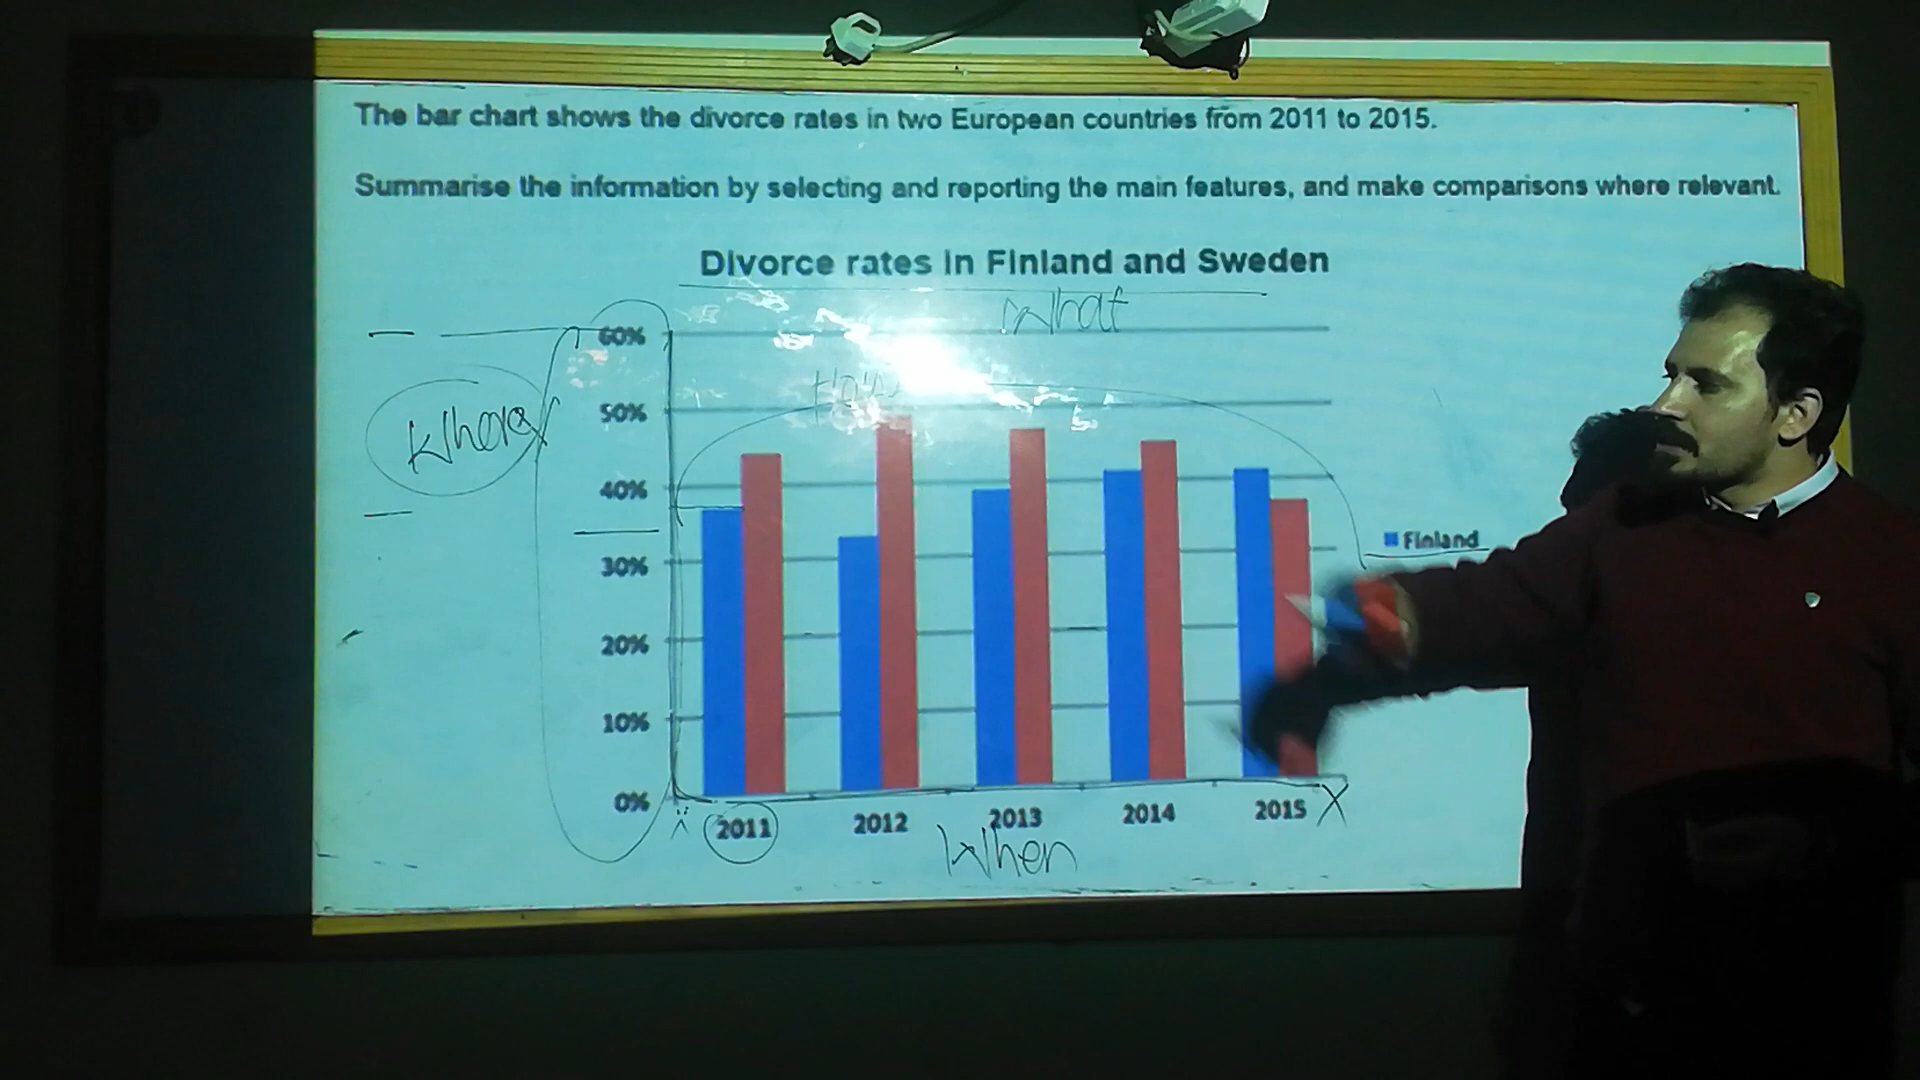 The bar chart shows the divorce rates in two European countries from 2011 to 2015.
Summarise the information by selecting and reporting the main features, and make comparisons where relevant.
Divorce rates in Finland and Sweden
What
60%
How
50%
Where
40%
Finland
30%
20%
10%
0%
X
2011 2012 2013 2014 2015 X
When